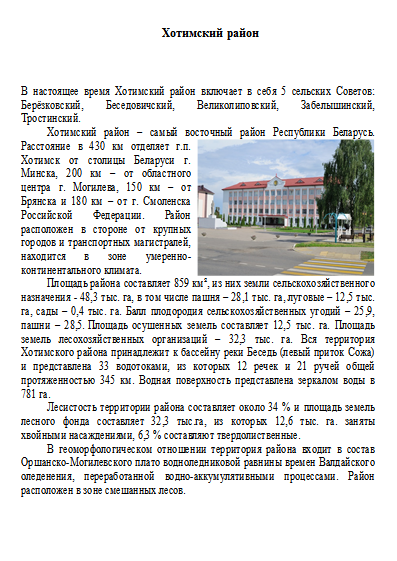 Хотимский район
В настоящее время Хотимский район включает в себя 5 сельских Советов:
Берёзковский, Беседовичский, Великолиповский, Забелышинский,
Тростинский.
Хотимский район – самый восточный район Республики Беларусь.
Расстояние в 430 км отделяет г.п.
Хотимск от столицы Беларуси г.
Минска, 200 км – от областного
центра г. Могилева, 150 км – от
Брянска и 180 км – от г. Смоленска
Российской Федерации. Район
расположен в стороне от крупных
городов и транспортных магистралей,
находится в зоне умеренно-
континентального климата.
Площадь района составляет 859 км², из них земли сельскохозяйственного
назначения - 48,3 тыс. га, в том числе пашня – 28,1 тыс. га, луговые – 12,5 тыс.
га, сады – 0,4 тыс. га. Балл плодородия сельскохозяйственных угодий – 25,9,
пашни – 28,5. Площадь осушенных земель составляет 12,5 тыс. га. Площадь
земель лесохозяйственных организаций – 32,3 тыс. га. Вся территория
Хотимского района принадлежит к бассейну реки Беседь (левый приток Сожа)
и представлена 33 водотоками, из которых 12 речек и 21 ручей общей
протяженностью 345 км. Водная поверхность представлена зеркалом воды в
781 га.
Лесистость территории района составляет около 34 % и площадь земель
лесного фонда составляет 32,3 тыс.га, из которых 12,6 тыс. га. заняты
хвойными насаждениями, 6,3 % составляют твердолиственные.
В геоморфологическом отношении территория района входит в состав
Оршанско-Могилевского плато водноледниковой равнины времен Валдайского
оледенения, переработанной водно-аккумулятивными процессами. Район
расположен в зоне смешанных лесов.